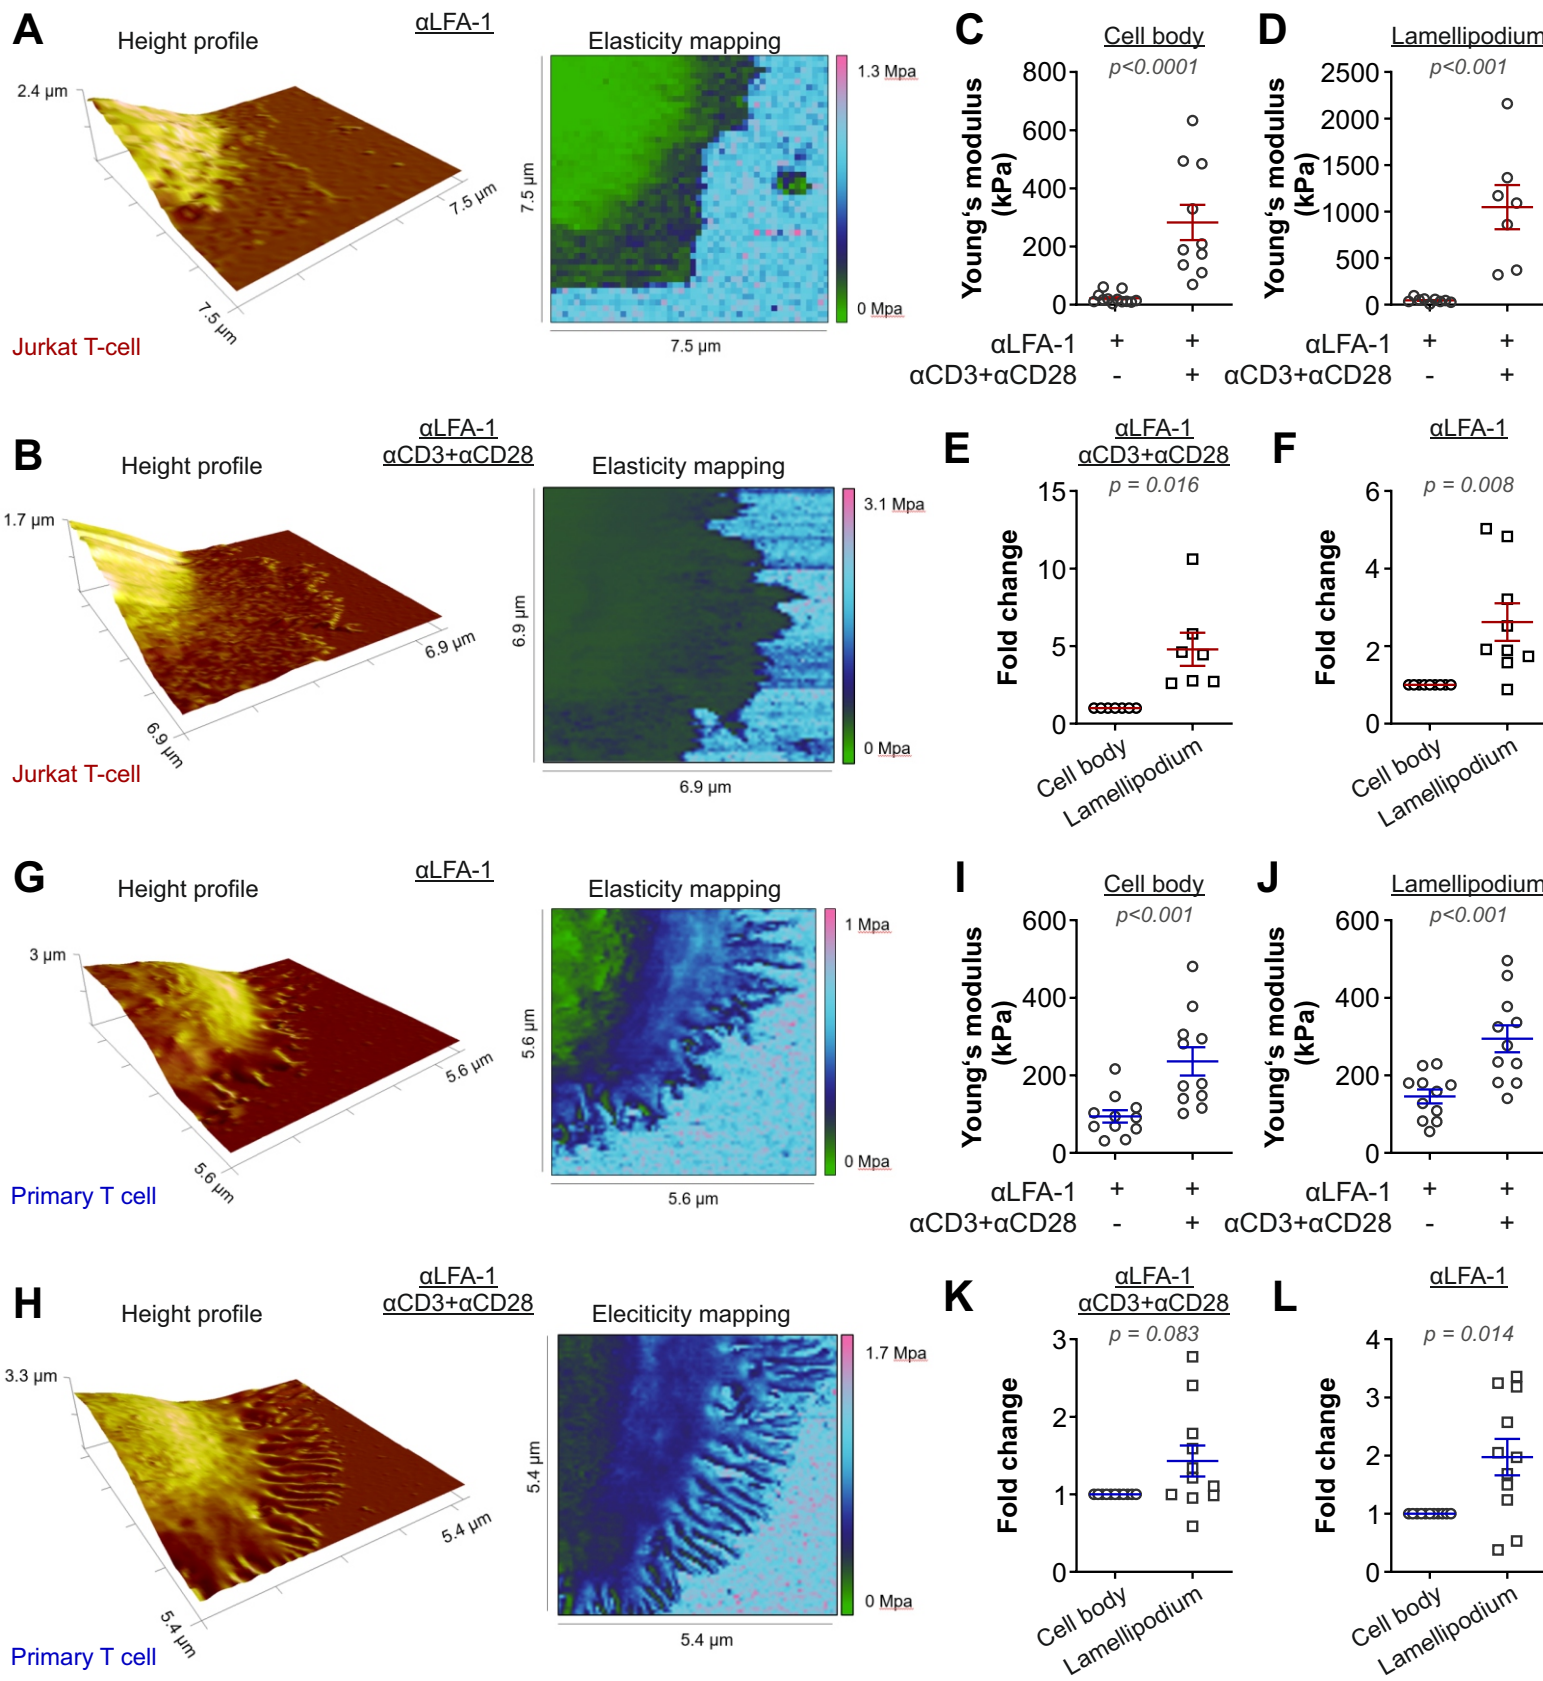 A
αLFA-1
Height profile
Elasticity mapping
2.4 μm
7.5 μm
7.5 μm
7.5 μm
7.5 μm
1.3 Mpa
0 Mpa
Jurkat T-cell
C
Cell body
p<0.0001
Young‘s modulus
(kPa)
800
600
400
200
0
αLFA-1 + +
αCD3+αCD28 - +
D
Lamellipodium
p<0.001
Young‘s modulus
(kPa)
2500
2000
1500
1000
500
0
αLFA-1 + +
αCD3+αCD28 - +
B
αLFA-1
αCD3+αCD28
Height profile
Elasticity mapping
1.7 μm
6.9 μm
6.9 μm
6.9 μm
6.9 μm
3.1 Mpa
0 Mpa
Jurkat T-cell
E
αLFA-1
αCD3+αCD28
p = 0.016
Fold change
15
10
5
0
Cell body
Lamellipodium
F
αLFA-1
p = 0.008
Fold change
6
4
2
0
Cell body
Lamellipodium
G
αLFA-1
Height profile
Elasticity mapping
3 μm
5.6 μm
5.6 μm
5.6 μm
5.6 μm
1 Mpa
0 Mpa
Primary T cell
I
Cell body
p<0.001
Young‘s modulus
(kPa)
600
400
200
0
αLFA-1 + +
αCD3+αCD28 - +
J
Lamellipodium
p<0.001
Young‘s modulus
(kPa)
600
400
200
0
αLFA-1 + +
αCD3+αCD28 - +
H
αLFA-1
αCD3+αCD28
Height profile
Eleciticity mapping
3.3 μm
5.4 μm
5.4 μm
5.4 μm
5.4 μm
1.7 Mpa
0 Mpa
Primary T cell
K
αLFA-1
αCD3+αCD28
p = 0.083
Fold change
3
2
1
0
Cell body
Lamellipodium
L
αLFA-1
p = 0.014
Fold change
4
3
2
1
0
Cell body
Lamellipodium